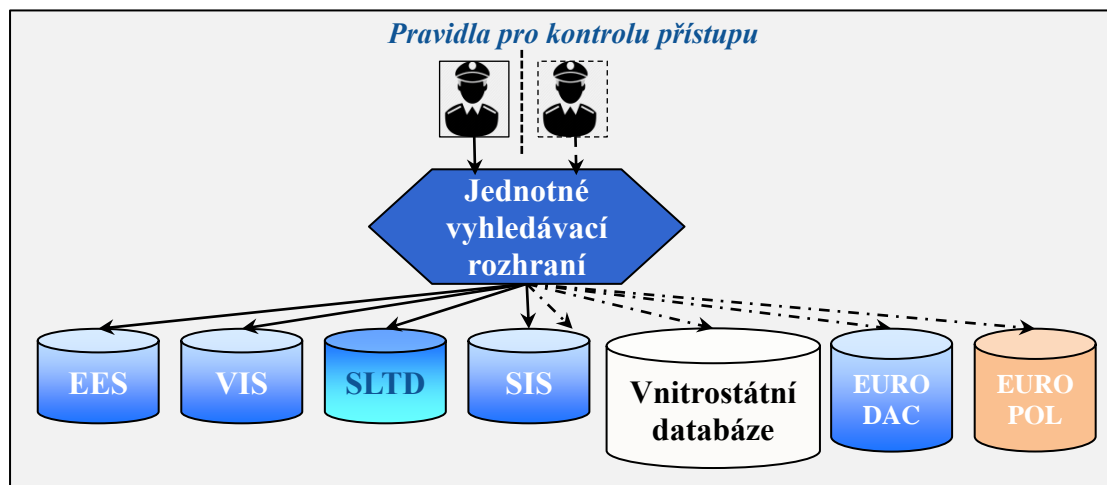 Pravidla pro kontrolu přístupu
Jednotné
vyhledávací
rozhraní
EES
VIS
SLTD
SIS
Vnitrostátní
databáze
EURO
DAC
EURO
POL